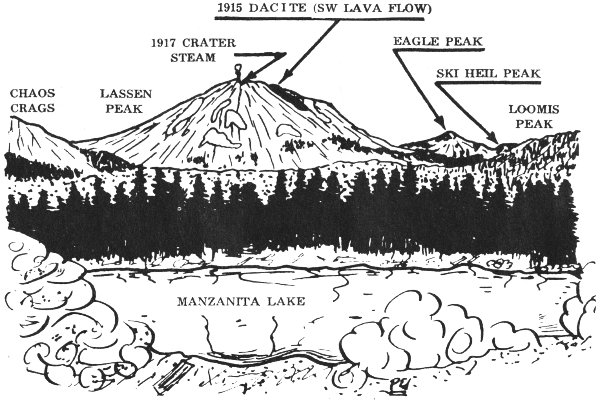 1915 DACITE (SW LAVA FLOW)
1917 CRATER
STEAM
EAGLE PEAK
SKI HEIL PEAK
CHAOS
CRAGS
LASSEN
PEAK
LOOMIS
PEAK
MANZANITA LAKE